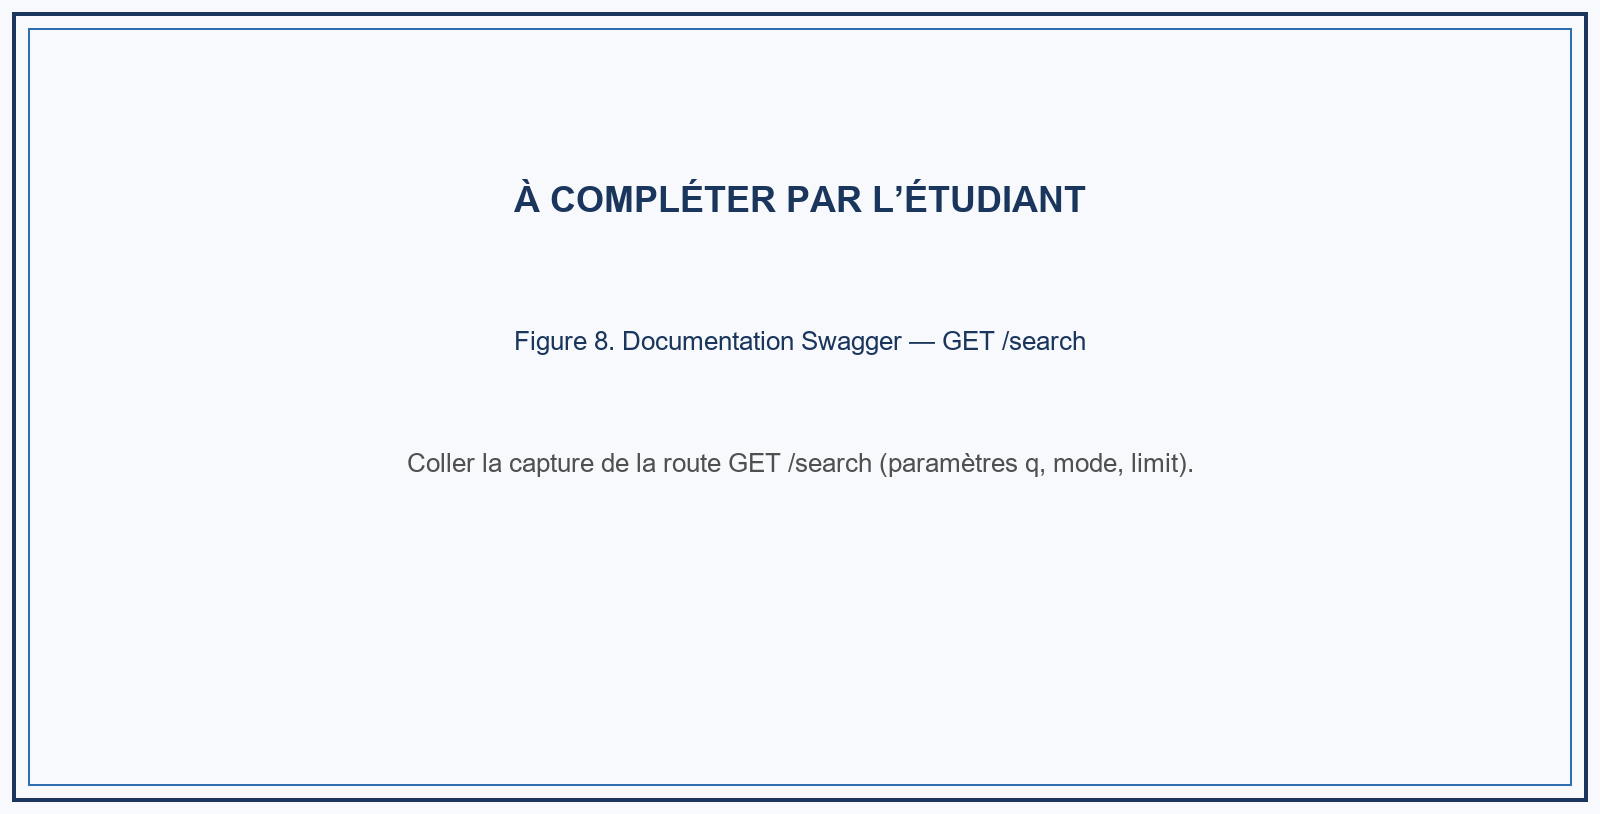 À COMPLÉTER PAR L’ÉTUDIANT
Figure 8. Documentation Swagger — GET /search
Coller la capture de la route GET /search (paramètres q, mode, limit).